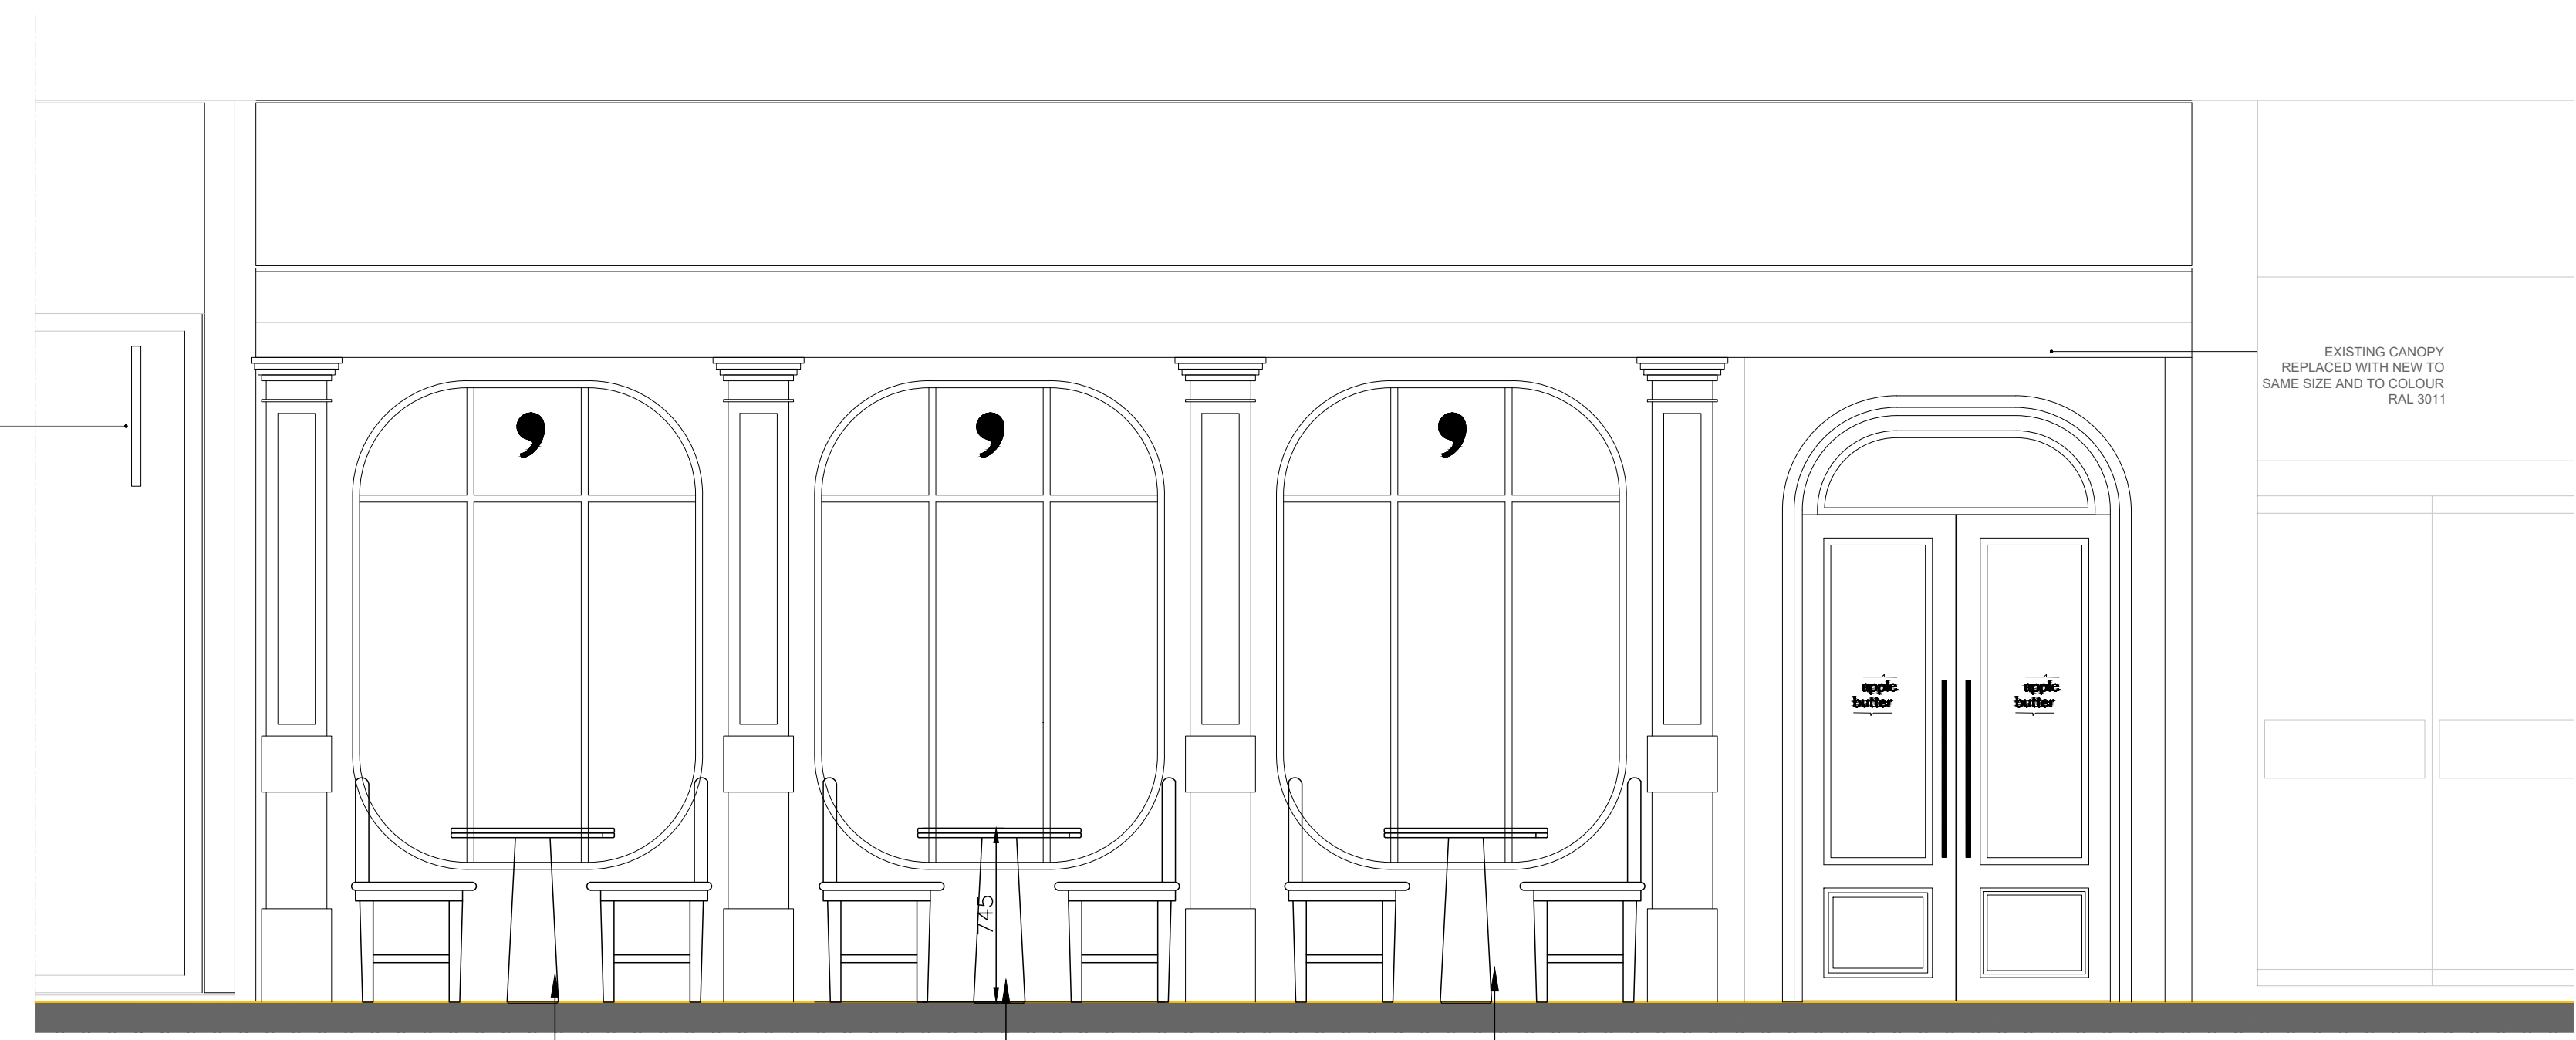 EXISTING CANOPY
REPLACED WITH NEW TO
SAME SIZE AND TO COLOUR
RAL 3011
apple
butter
apple
butter
745